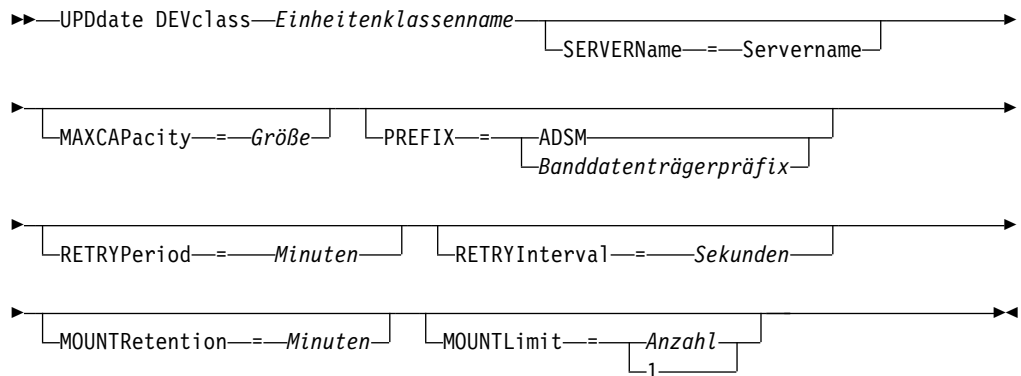 UPDdate DEVclass Einheitenklassenname
SERVERName = Servername
MAXCAPacity = Größe PREFIX = ADSM
Banddatenträgerpräfix
RETRYPeriod = Minuten RETRYInterval = Sekunden
MOUNTRetention = Minuten MOUNTLimit = Anzahl
1